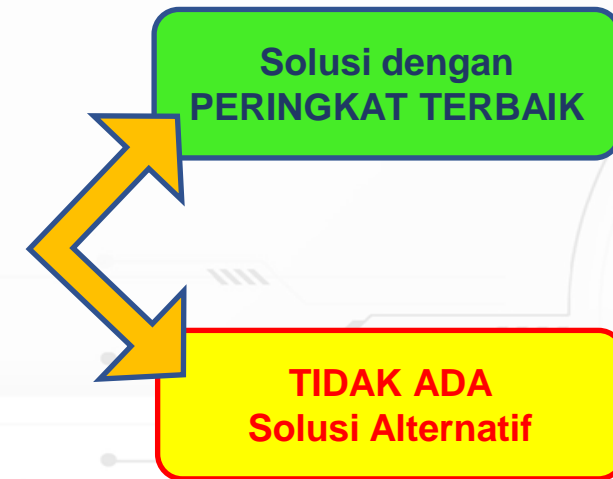 Solusi dengan
PERINGKAT TERBAIK
TIDAK ADA
Solusi Alternatif